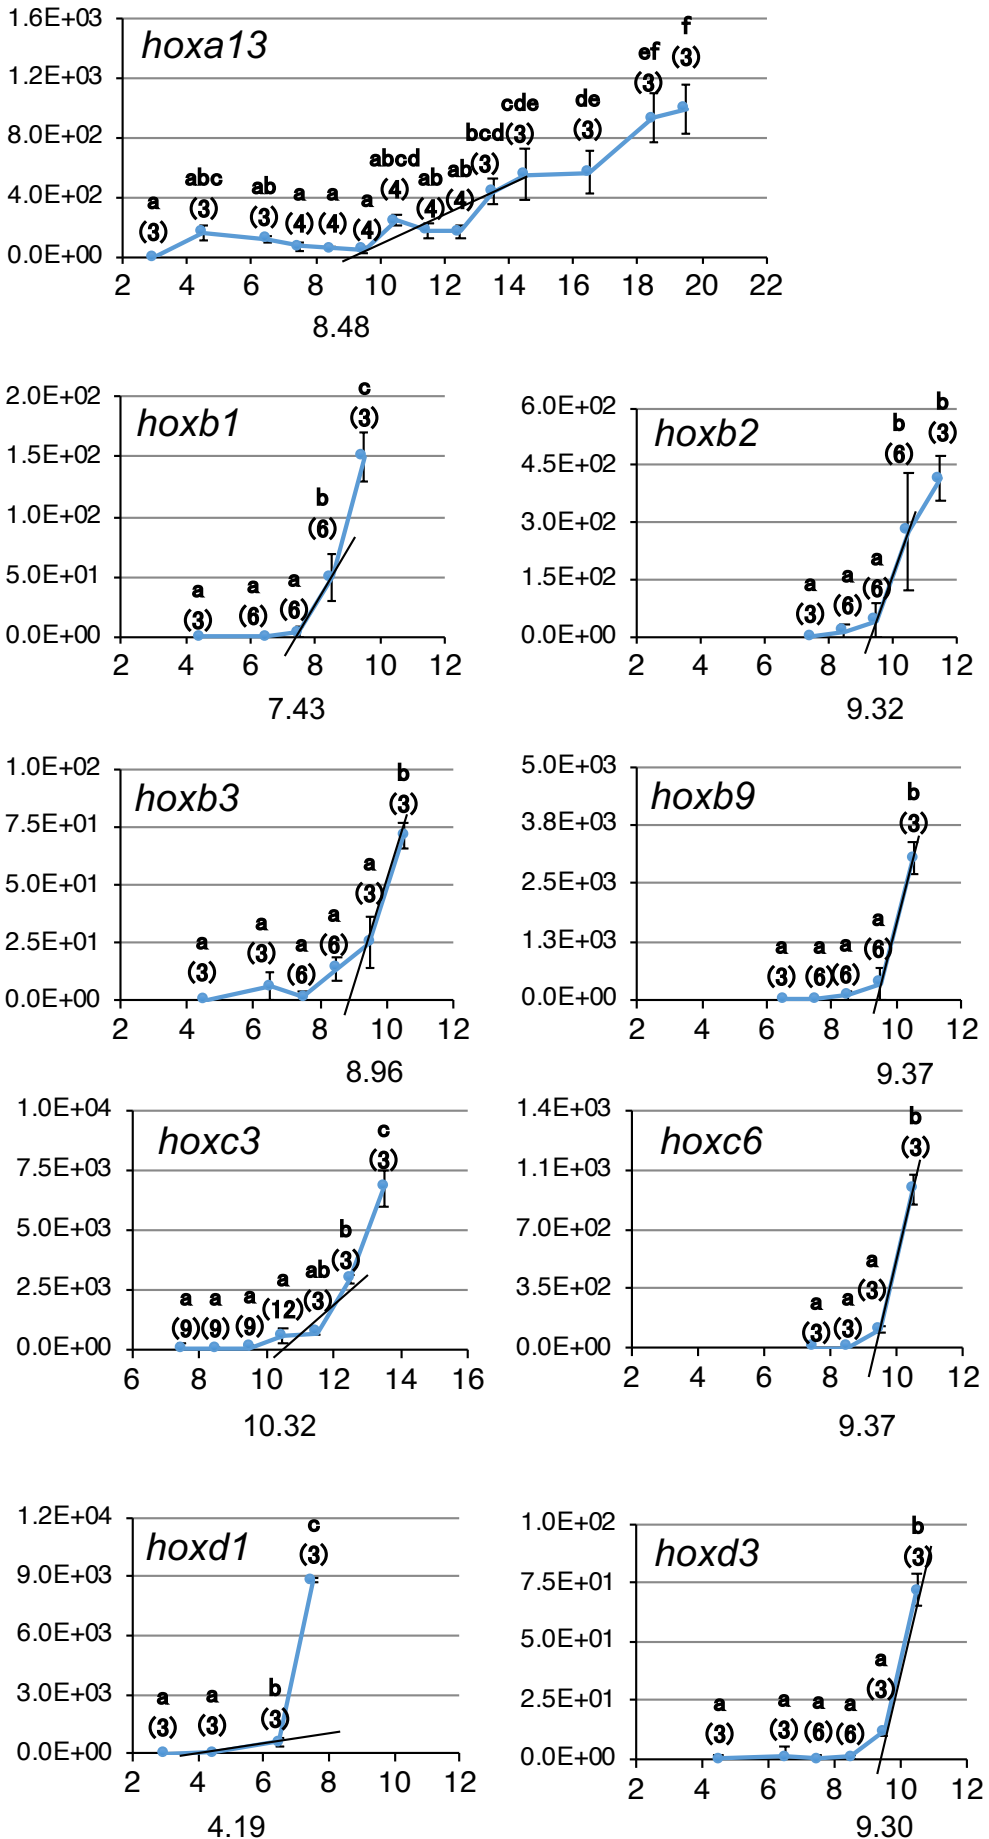 hoxa13
1.6E+03
1.2E+03
8.0E+02
4.0E+02
0.0E+00
a
(3)
abc
(3)
ab
(3)
a
(4)
a
(4)
a
(4)
abcd
(4)
ab
(4)
ab
(4)
bcd
(3)
cde
(3)
de
(3)
ef
(3)
f
(3)
2 4 6 8 10 12 14 16 18 20 22
8.48
hoxb1
2.0E+02
1.5E+02
1.0E+02
5.0E+01
0.0E+00
a
(3)
a
(6)
a
(6)
b
(6)
c
(3)
2 4 6 8 10 12
7.43
hoxb2
6.0E+02
4.5E+02
3.0E+02
1.5E+02
0.0E+00
a
(3)
a
(6)
a
(6)
b
(6)
b
(3)
2 4 6 8 10 12
9.32
hoxb3
1.0E+02
7.5E+01
5.0E+01
2.5E+01
0.0E+00
a
(3)
a
(3)
a
(6)
a
(6)
a
(3)
b
(3)
2 4 6 8 10 12
8.96
hoxb9
5.0E+03
3.8E+03
2.5E+03
1.3E+03
0.0E+00
a
(3)
a
(6)
a
(6)
a
(6)
b
(3)
2 4 6 8 10 12
9.37
hoxc3
1.0E+04
7.5E+03
5.0E+03
2.5E+03
0.0E+00
a
(9)
a
(9)
a
(9)
a
(12)
ab
(3)
b
(3)
c
(3)
6 8 10 12 14 16
10.32
hoxc6
1.4E+03
1.1E+03
7.0E+02
3.5E+02
0.0E+00
a
(3)
a
(3)
a
(3)
b
(3)
2 4 6 8 10 12
9.37
hoxd1
1.2E+04
9.0E+03
6.0E+03
3.0E+03
0.0E+00
a
(3)
a
(3)
b
(3)
c
(3)
2 4 6 8 10 12
4.19
hoxd3
1.0E+02
7.5E+01
5.0E+01
2.5E+01
0.0E+00
a
(3)
a
(3)
a
(6)
a
(6)
a
(3)
b
(3)
2 4 6 8 10 12
9.30